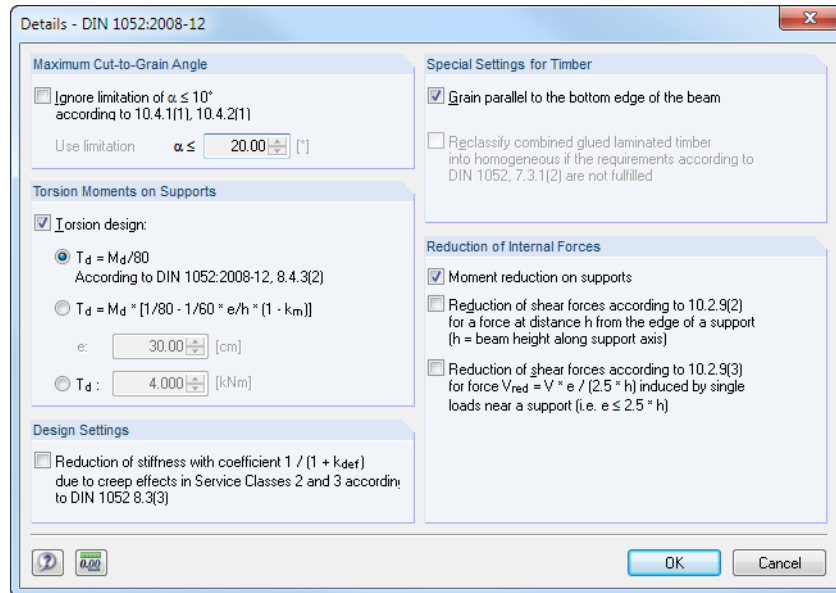 Details - DIN 1052:2008-12
Maximum Cut-to-Grain Angle
Ignore limitation of α ≤ 10°
according to 10.4.1(1), 10.4.2(1)
Use limitation α ≤ 20.00 [°]
Torsion Moments on Supports
Torsion design:
Td = Md/80
According to DIN 1052:2008-12, 8.4.3(2)
Td = Md * [1/80 - 1/60 * e/h * (1 - km)]
e: 30.00 [cm]
Td : 4.000 [kNm]
Design Settings
Reduction of stiffness with coefficient 1 / (1 + kdef)
due to creep effects in Service Classes 2 and 3 according
to DIN 1052 8.3(3)
Special Settings for Timber
Grain parallel to the bottom edge of the beam
Reclassify combined glued laminated timber
into homogeneous if the requirements according to
DIN 1052, 7.3.1(2) are not fulfilled
Reduction of Internal Forces
Moment reduction on supports
Reduction of shear forces according to 10.2.9(2)
for a force at distance h from the edge of a support
(h = beam height along support axis)
Reduction of shear forces according to 10.2.9(3)
for force Vred = V * e / (2.5 * h) induced by single
loads near a support (i.e. e ≤ 2.5 * h)
0.00
OK Cancel